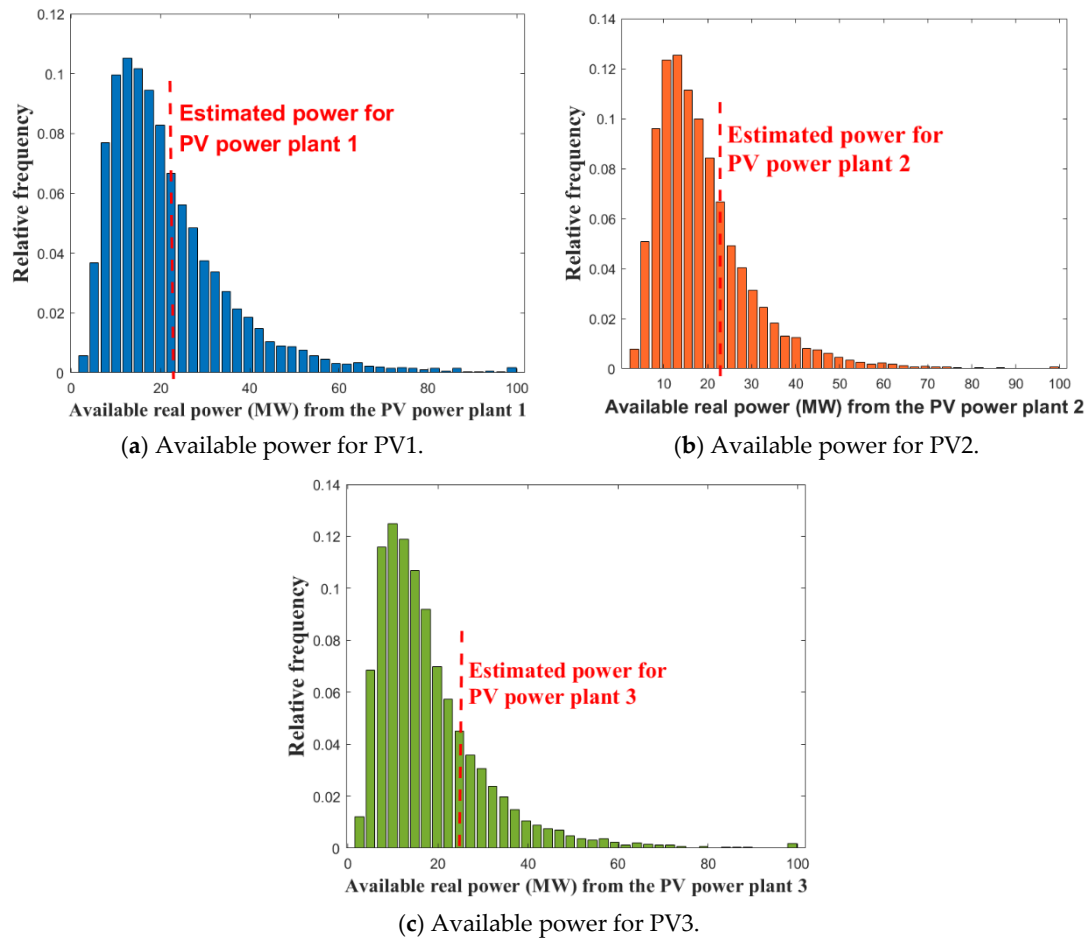 0.12
0.1
0.08
0.06
0.04
0.02
0
Relative frequency
Estimated power for
PV power plant 1
0 20 40 60 80 100
Available real power (MW) from the PV power plant 1
(a) Available power for PV1.
0.14
0.12
0.1
0.08
0.06
0.04
0.02
0
Relative frequency
Estimated power for
PV power plant 2
10 20 30 40 50 60 70 80 90 100
Available real power (MW) from the PV power plant 2
(b) Available power for PV2.
0.14
0.12
0.1
0.08
0.06
0.04
0.02
0
Relative frequency
Estimated power for
PV power plant 3
0 20 40 60 80 100
Available real power (MW) from the PV power plant 3
(c) Available power for PV3.